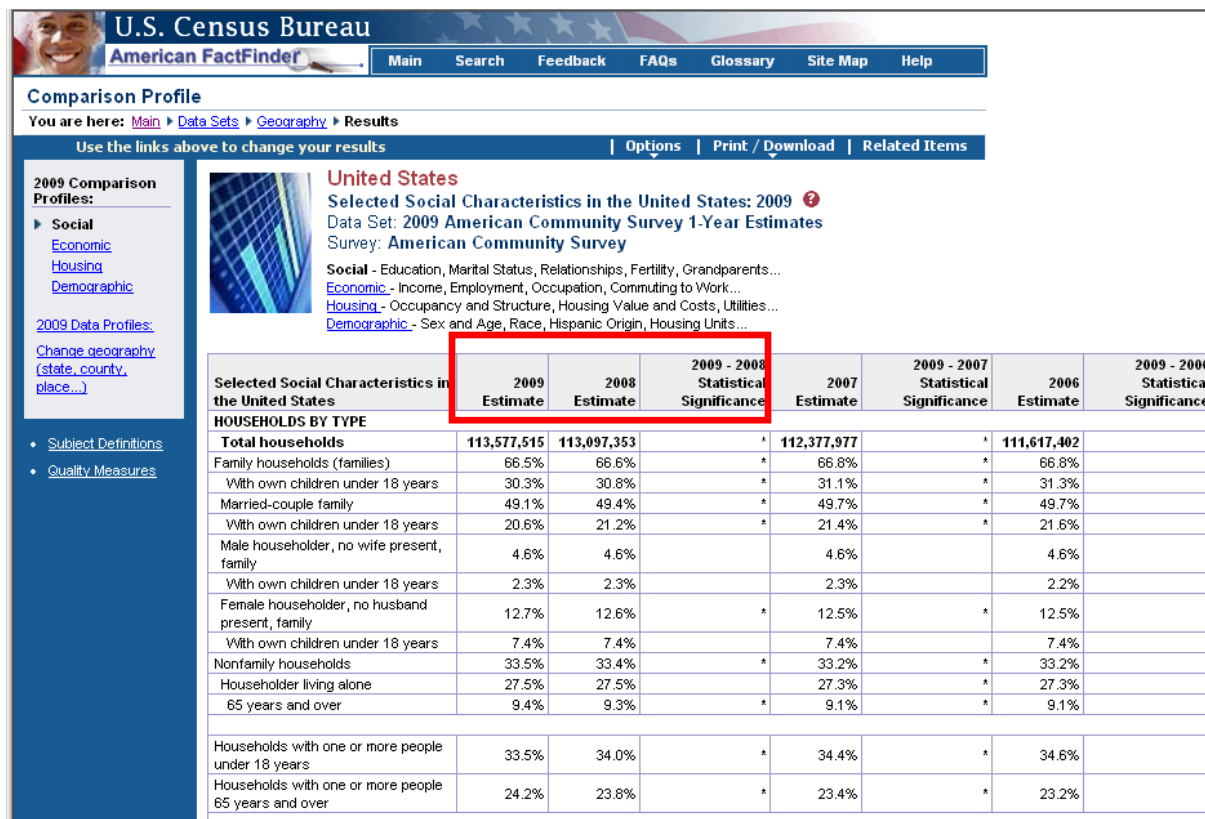 U.S. Census Bureau
American FactFinder
Main Search Feedback FAQs Glossary Site Map Help
Comparison Profile
You are here: Main Data Sets Geography Results
Use the links above to change your results | Options | Print / Download | Related Items
2009 Comparison
Profiles:
Social
Economic
Housing
Demographic
2009 Data Profiles:
Change geography
(state, county,
place...)
• Subject Definitions
• Quality Measures
United States
Selected Social Characteristics in the United States: 2009 ?
Data Set: 2009 American Community Survey 1-Year Estimates
Survey: American Community Survey
Social - Education, Marital Status, Relationships, Fertility, Grandparents...
Economic - Income, Employment, Occupation, Commuting to Work...
Housing - Occupancy and Structure, Housing Value and Costs, Utilities...
Demographic - Sex and Age, Race, Hispanic Origin, Housing Units...
2009 - 2008 2009 - 2007
Selected Social Characteristics in 2009 2008 Statistical 2007 Statistical 2006
the United States Estimate Estimate Significance Estimate Significance Estimate Significance
HOUSEHOLDS BY TYPE
Total households 113,577,515 113,097,353 * 112,377,977 * 111,617,402
Family households (families) 66.5% 66.6% * 66.8% * 66.8%
With own children under 18 years 30.3% 30.8% * 31.1% * 31.3%
Married-couple family 49.1% 49.4% * 49.7% * 49.7%
With own children under 18 years 20.6% 21.2% * 21.4% * 21.6%
Male householder, no wife present,
family 4.6% 4.6% 4.6% 4.6%
With own children under 18 years 2.3% 2.3% 2.3% 2.2%
Female householder, no husband
present, family 12.7% 12.6% * 12.5% * 12.5%
With own children under 18 years 7.4% 7.4% 7.4% 7.4%
Nonfamily households 33.5% 33.4% * 33.2% * 33.2%
Householder living alone 27.5% 27.5% 27.3% * 27.3%
65 years and over 9.4% 9.3% * 9.1% * 9.1%
Households with one or more people
under 18 years 33.5% 34.0% * 34.4% * 34.6%
Households with one or more people
65 years and over 24.2% 23.8% * 23.4% * 23.2%